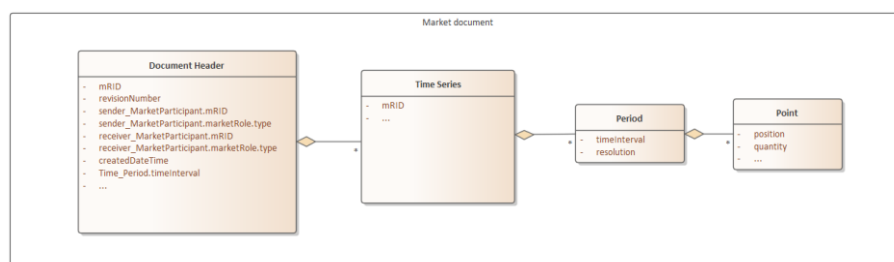 Market document
Document Header
- mRID
- revisionNumber
- sender_MarketParticipant.mRID
- sender_MarketParticipant.marketRole.type
- receiver_MarketParticipant.mRID
- receiver_MarketParticipant.marketRole.type
- createdDateTime
- Time_Period.timeInterval
- ...
*
Time Series
- mRID
- ...
*
Period
- timeInterval
- resolution
*
Point
- position
- quantity
- ...